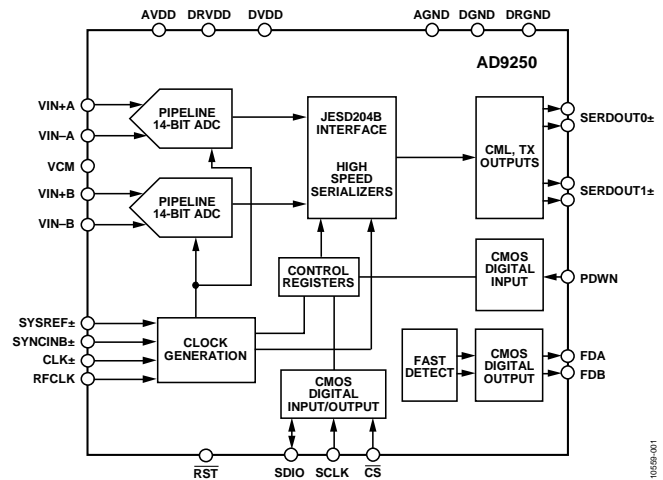 AVDD DRVDD DVDD AGND DGND DRGND
AD9250
VIN+A
VIN–A
VCM
VIN+B
VIN–B
PIPELINE
14-BIT ADC
PIPELINE
14-BIT ADC
JESD204B
INTERFACE
HIGH
SPEED
SERIALIZERS
CML, TX
OUTPUTS
SERDOUT0±
SERDOUT1±
CONTROL
REGISTERS
CMOS
DIGITAL
INPUT
PDWN
SYSREF±
SYNCINB±
CLK±
RFCLK
CLOCK
GENERATION
CMOS
DIGITAL
INPUT/OUTPUT
FAST
DETECT
CMOS
DIGITAL
OUTPUT
FDA
FDB
RST SDIO SCLK CS
10559-001